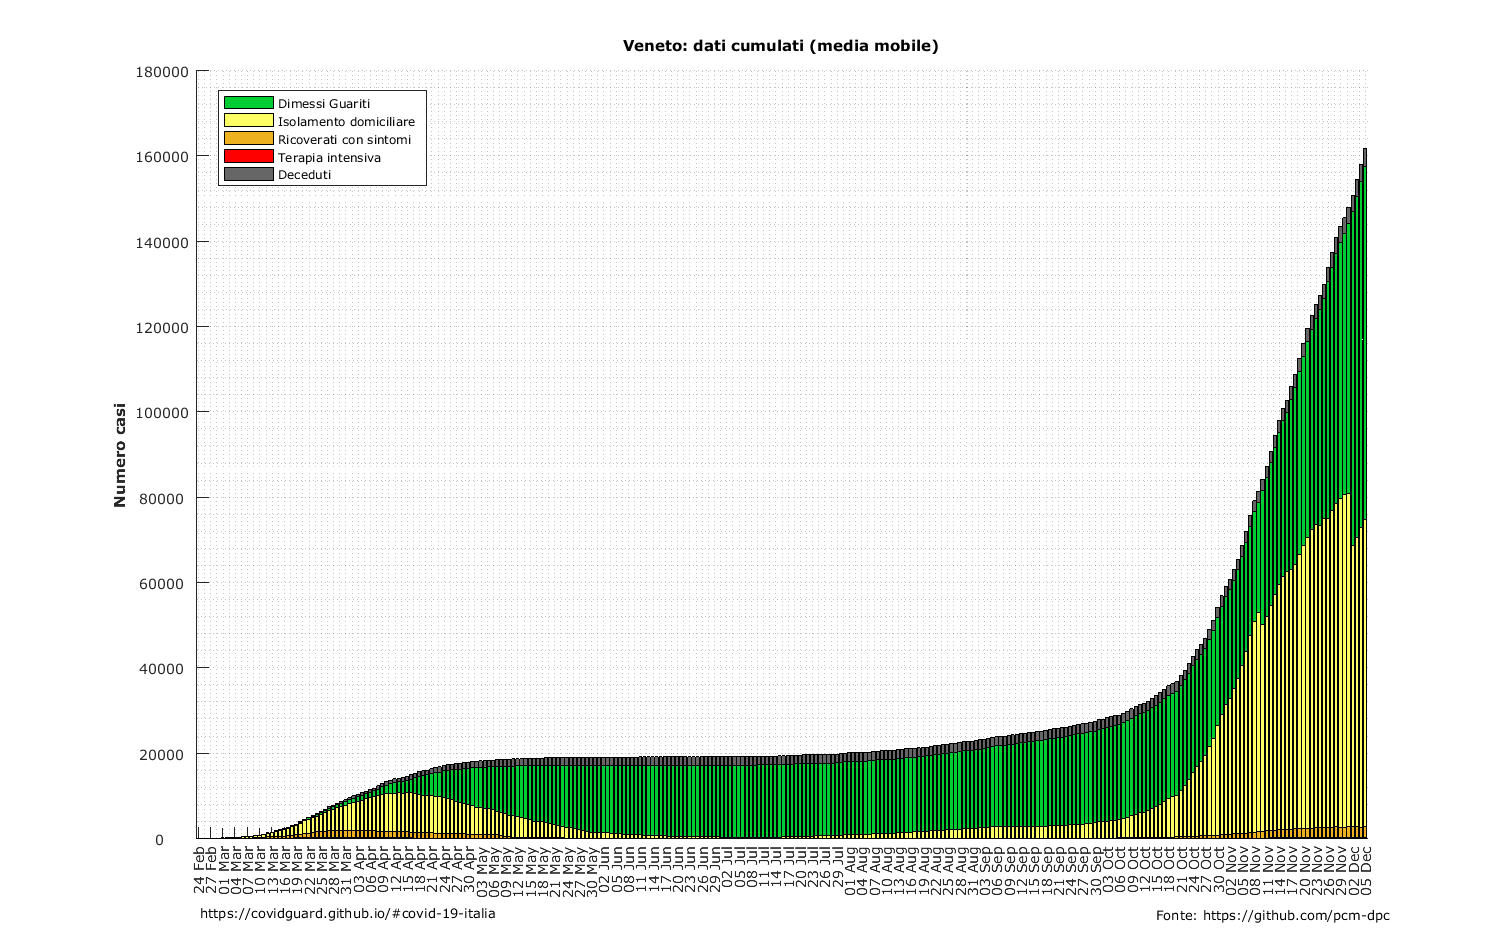 Veneto: dati cumulati (media mobile)
180000
160000
140000
120000
100000
80000
60000
40000
20000
0
Numero casi
Dimessi Guariti
Isolamento domiciliare
Ricoverati con sintomi
Terapia intensiva
Deceduti
24 Feb
27 Feb
01 Mar
04 Mar
07 Mar
10 Mar
13 Mar
16 Mar
19 Mar
22 Mar
25 Mar
28 Mar
31 Mar
03 Apr
06 Apr
09 Apr
12 Apr
15 Apr
18 Apr
21 Apr
24 Apr
27 Apr
30 Apr
03 May
06 May
09 May
12 May
15 May
18 May
21 May
24 May
27 May
30 May
02 Jun
05 Jun
08 Jun
11 Jun
14 Jun
17 Jun
20 Jun
23 Jun
26 Jun
29 Jun
02 Jul
05 Jul
08 Jul
11 Jul
14 Jul
17 Jul
20 Jul
23 Jul
26 Jul
29 Jul
01 Aug
04 Aug
07 Aug
10 Aug
13 Aug
16 Aug
19 Aug
22 Aug
25 Aug
28 Aug
31 Aug
03 Sep
06 Sep
09 Sep
12 Sep
15 Sep
18 Sep
21 Sep
24 Sep
27 Sep
30 Sep
03 Oct
06 Oct
09 Oct
12 Oct
15 Oct
18 Oct
21 Oct
24 Oct
27 Oct
30 Oct
02 Nov
05 Nov
08 Nov
11 Nov
14 Nov
17 Nov
20 Nov
23 Nov
26 Nov
29 Nov
02 Dec
05 Dec
https://covidguard.github.io/#covid-19-italia
Fonte: https://github.com/pcm-dpc